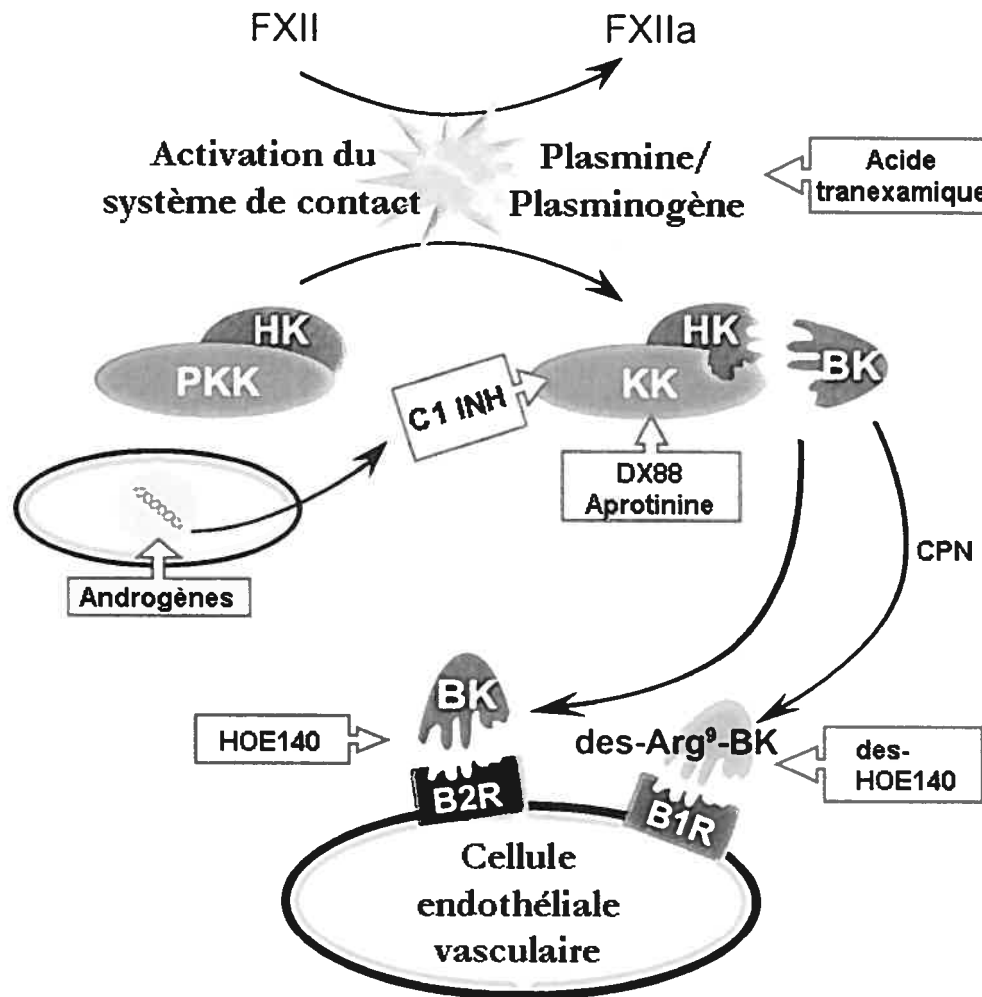 FXII
FXIIa
Activation du
système de contact
Plasmine/
Plasminogène
Acide
tranexamique
HK
PKK
HK
KK
BK
C1 INH
DX88
Aprotinine
Androgènes
CPN
BK
HOE140
B2R
des-Arg⁹-BK
B1R
des-
HOE140
Cellule
endothéliale
vasculaire